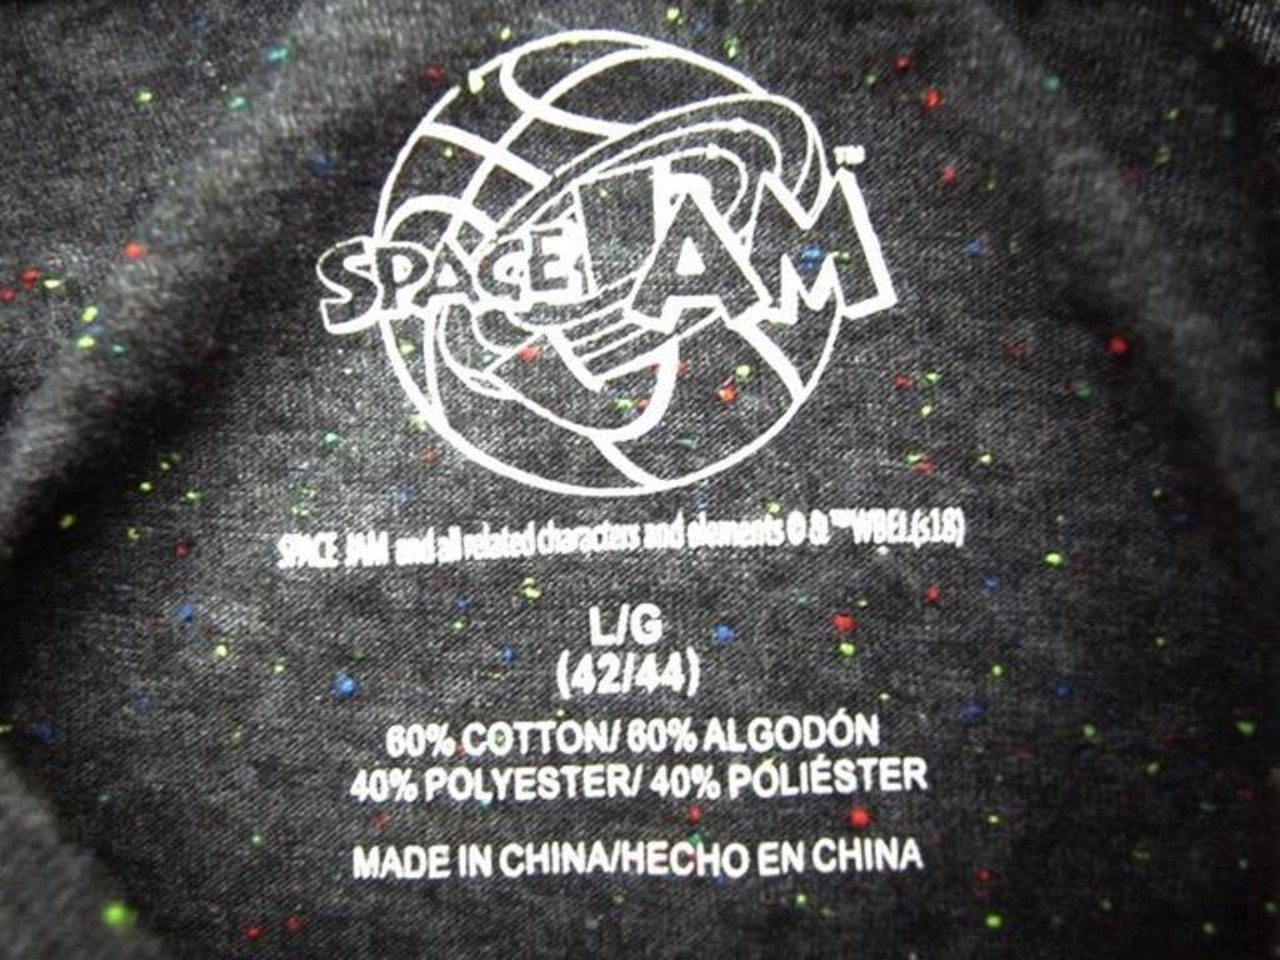 SPACE JAM™
SPACE JAM and all related characters and elements © & ™ WBEI. (s18)
L/G
(42/44)
60% COTTON/ 60% ALGODÓN
40% POLYESTER/ 40% POLIÉSTER
MADE IN CHINA/HECHO EN CHINA